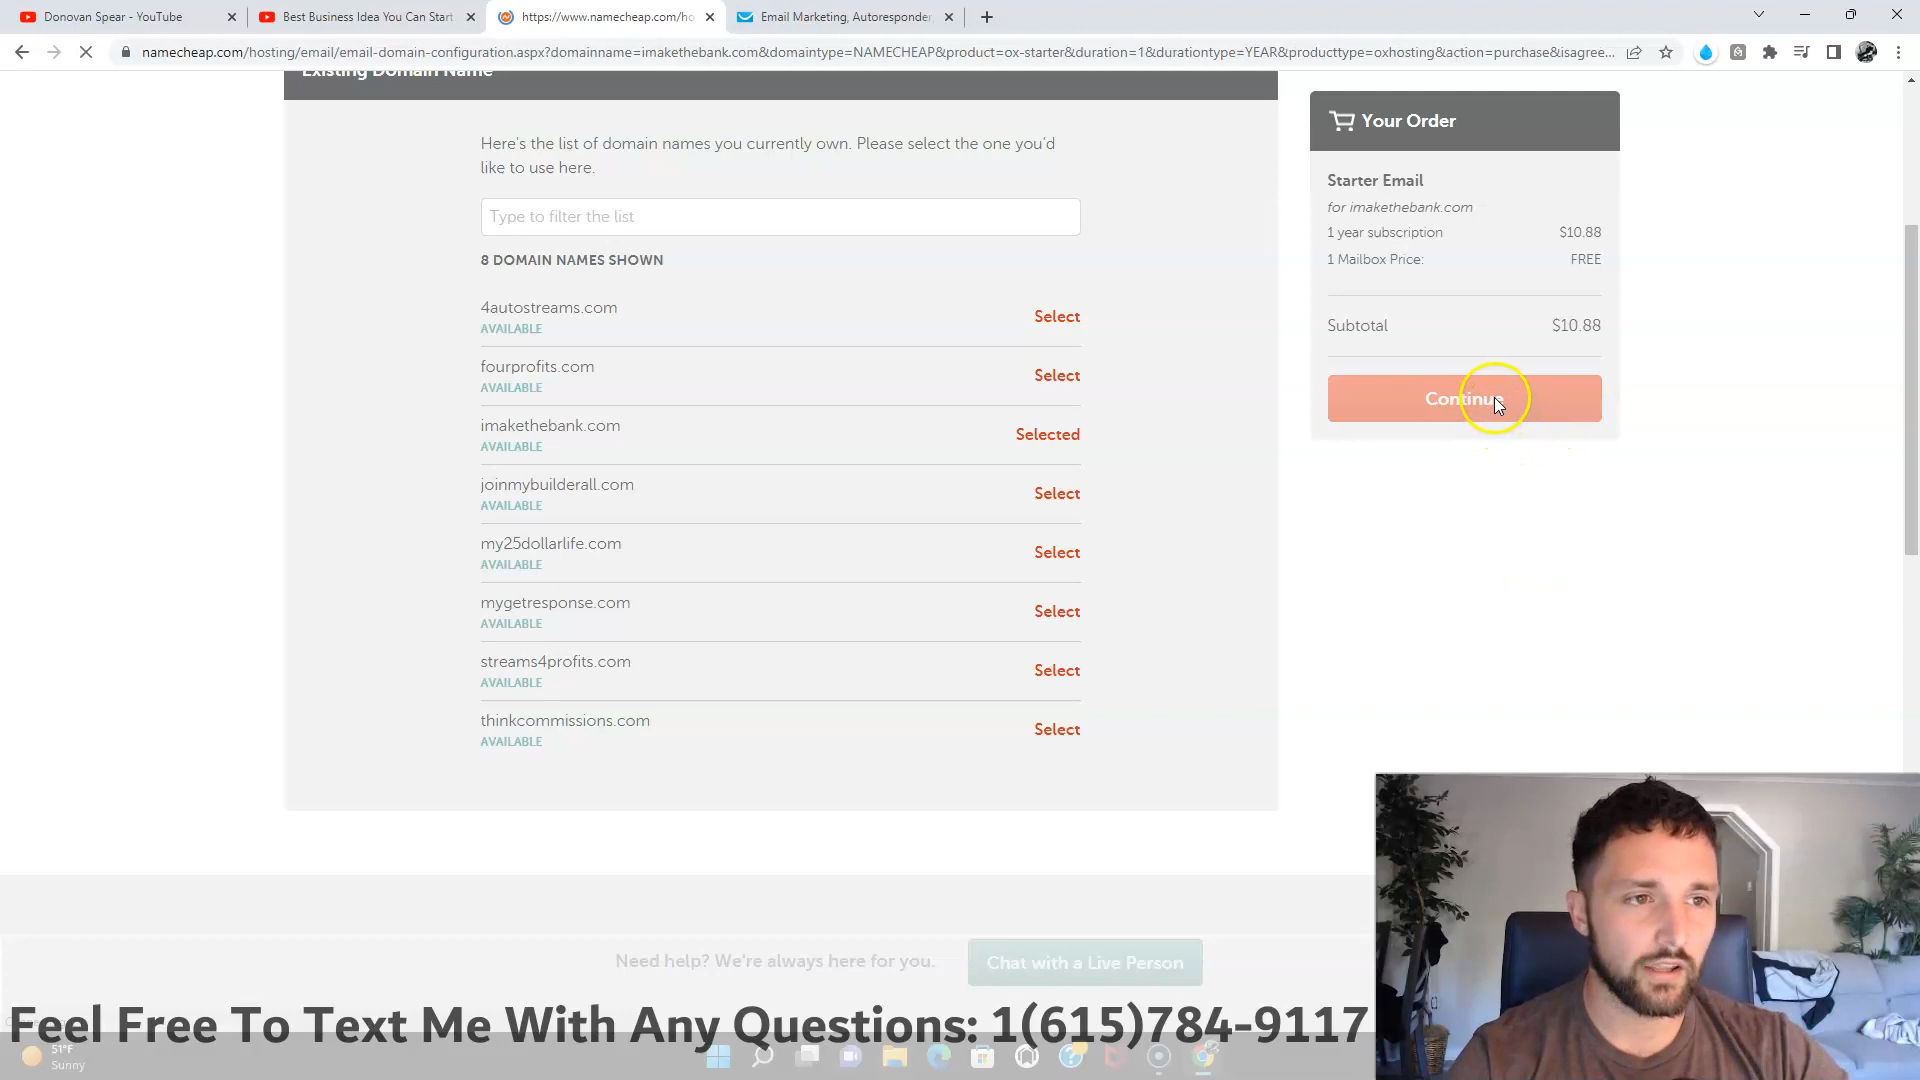 Donovan Spear - YouTube
Best Business Idea You Can Start
https://www.namecheap.com/ho
Email Marketing, Autoresponder
namecheap.com/hosting/email/email-domain-configuration.aspx?domainname=imakethebank.com&domaintype=NAMECHEAP&product=ox-starter&duration=1&durationtype=YEAR&producttype=oxhosting&action=purchase&isagree...
Existing Domain Name
Here's the list of domain names you currently own. Please select the one you'd
like to use here.
Type to filter the list
8 DOMAIN NAMES SHOWN
4autostreams.com
AVAILABLE
Select
fourprofits.com
AVAILABLE
Select
imakethebank.com
AVAILABLE
Selected
joinmybuilderall.com
AVAILABLE
Select
my25dollarlife.com
AVAILABLE
Select
mygetresponse.com
AVAILABLE
Select
streams4profits.com
AVAILABLE
Select
thinkcommissions.com
AVAILABLE
Select
Your Order
Starter Email
for imakethebank.com
1 year subscription $10.88
1 Mailbox Price: FREE
Subtotal $10.88
Continue
Need help? We're always here for you.
Chat with a Live Person
Feel Free To Text Me With Any Questions: 1(615)784-9117
51°F
Sunny